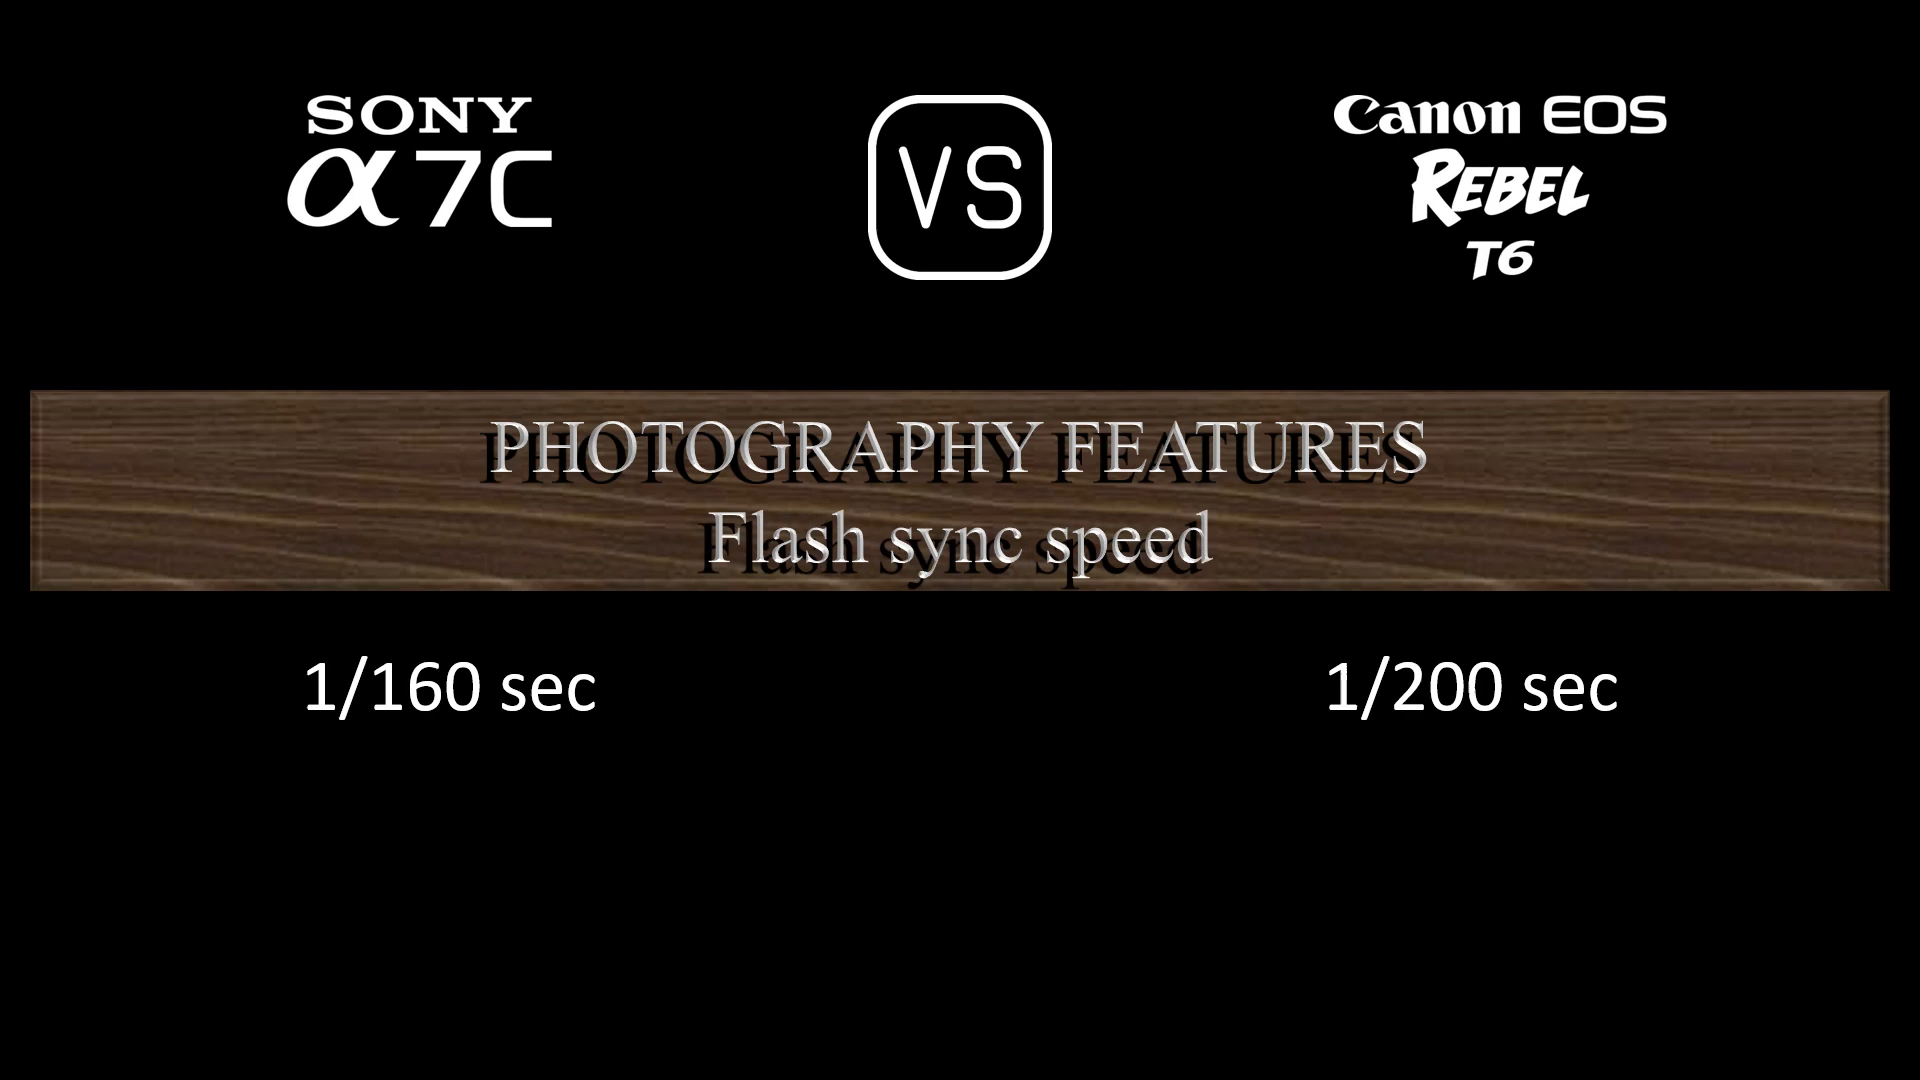 SONY
α7C
VS
Canon EOS
REBEL
T6
PHOTOGRAPHY FEATURES
Flash sync speed
1/160 sec
1/200 sec